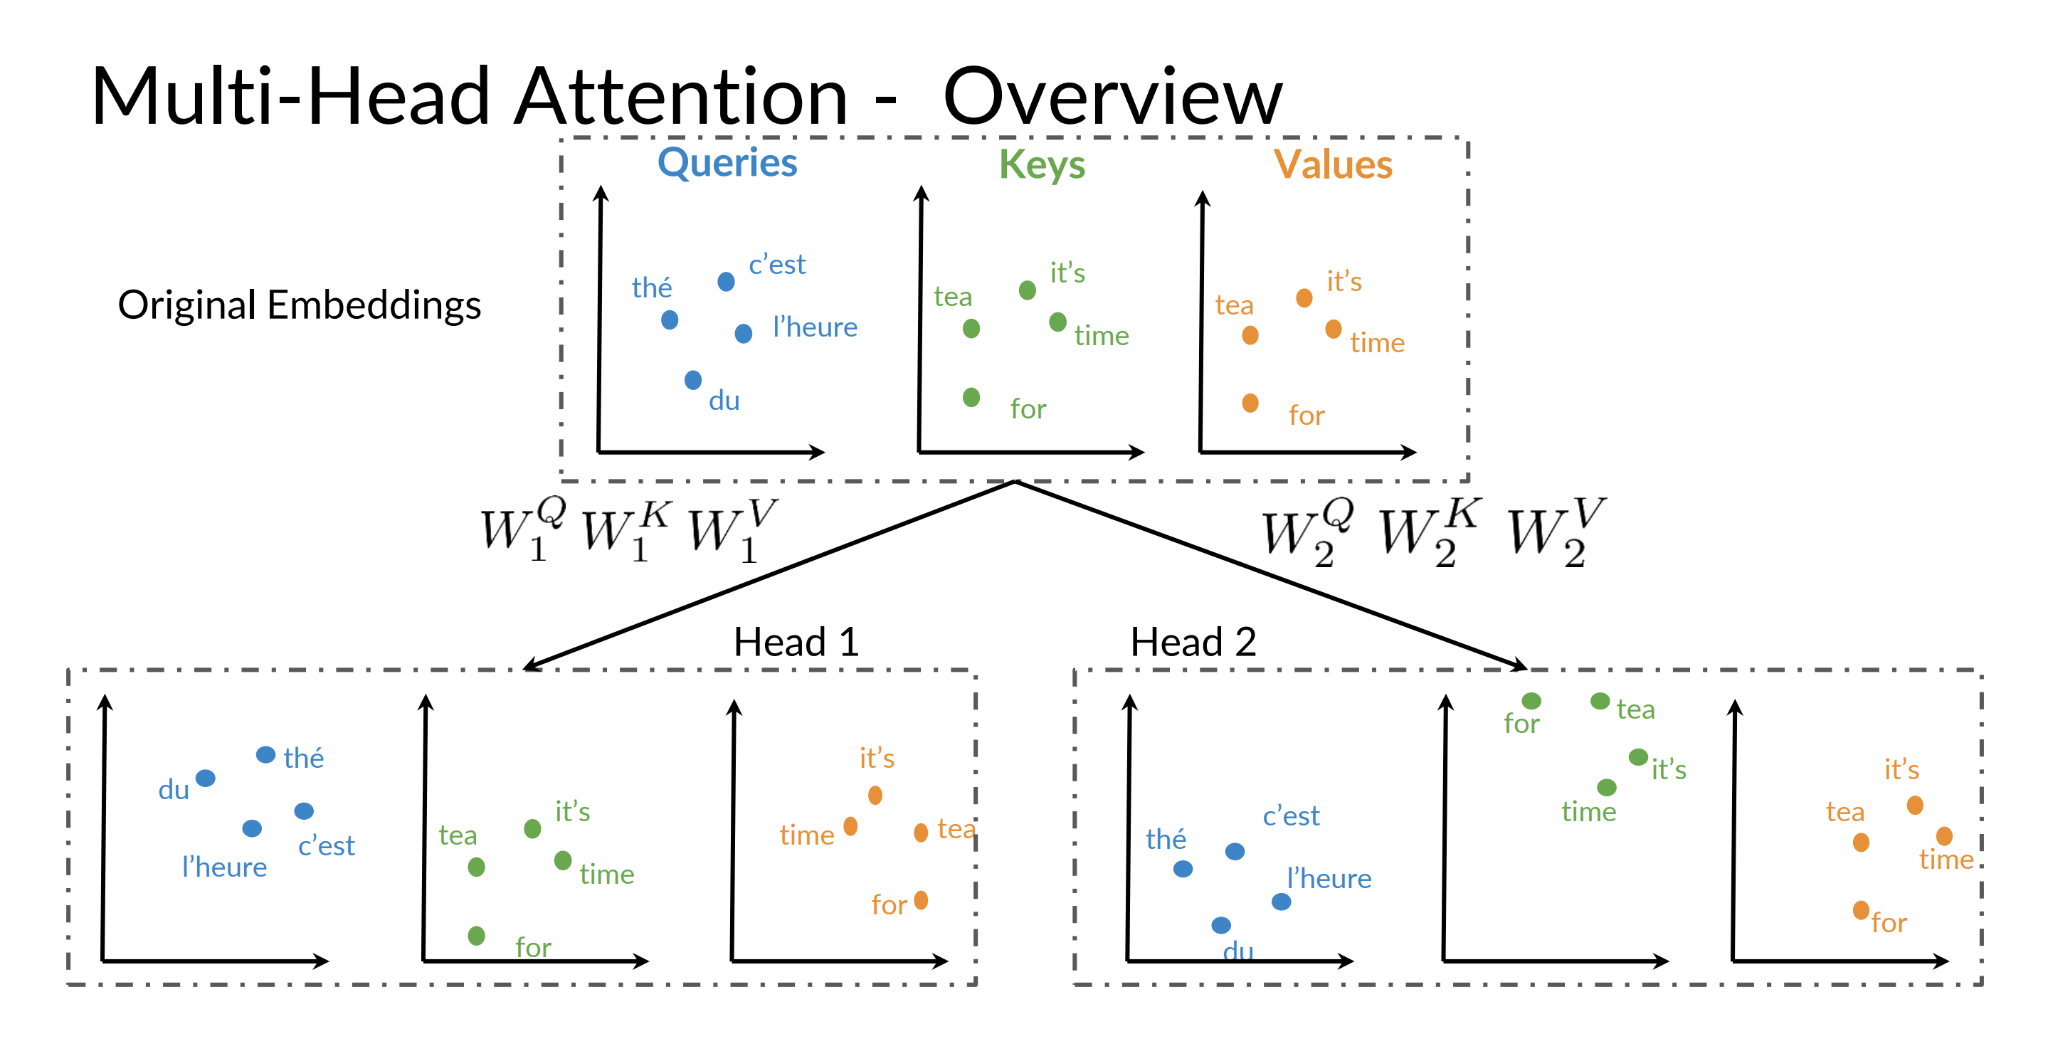 Multi-Head Attention - Overview
Queries
Keys
Values
Original Embeddings
thé
c’est
l’heure
du
tea
it’s
time
for
tea
it’s
time
for
W_1^Q W_1^K W_1^V
W_2^Q W_2^K W_2^V
Head 1
Head 2
du
thé
l’heure
c’est
tea
it’s
time
for
it’s
time
tea
for
thé
c’est
l’heure
du
for
tea
it’s
time
it’s
tea
time
for